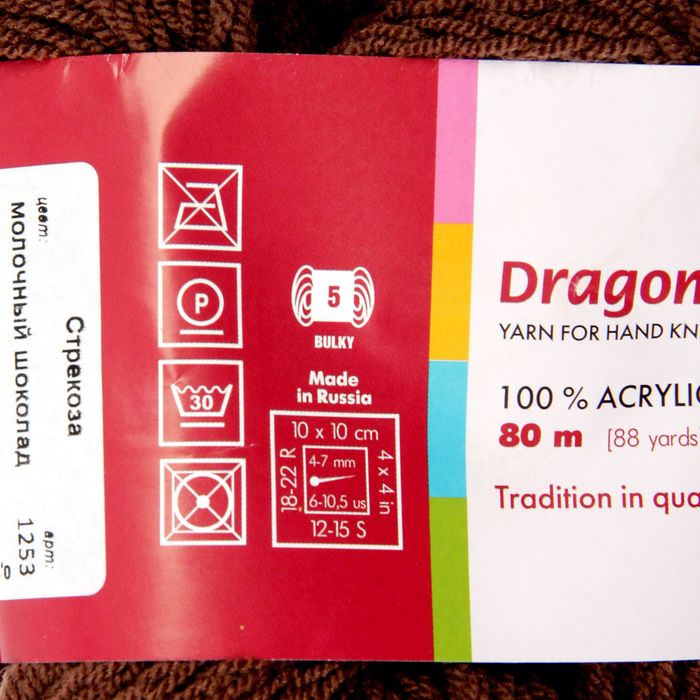 Стрекоза
цвет:
молочный шоколад
арт:
1253
P
30
5
BULKY
Made
in Russia
10 x 10 cm
18-22 R
4-7 mm
6-10,5 us
4 x 4 in
12-15 S
Dragon
YARN FOR HAND KN
100 % ACRYLIC
80 m [88 yards
Tradition in qua